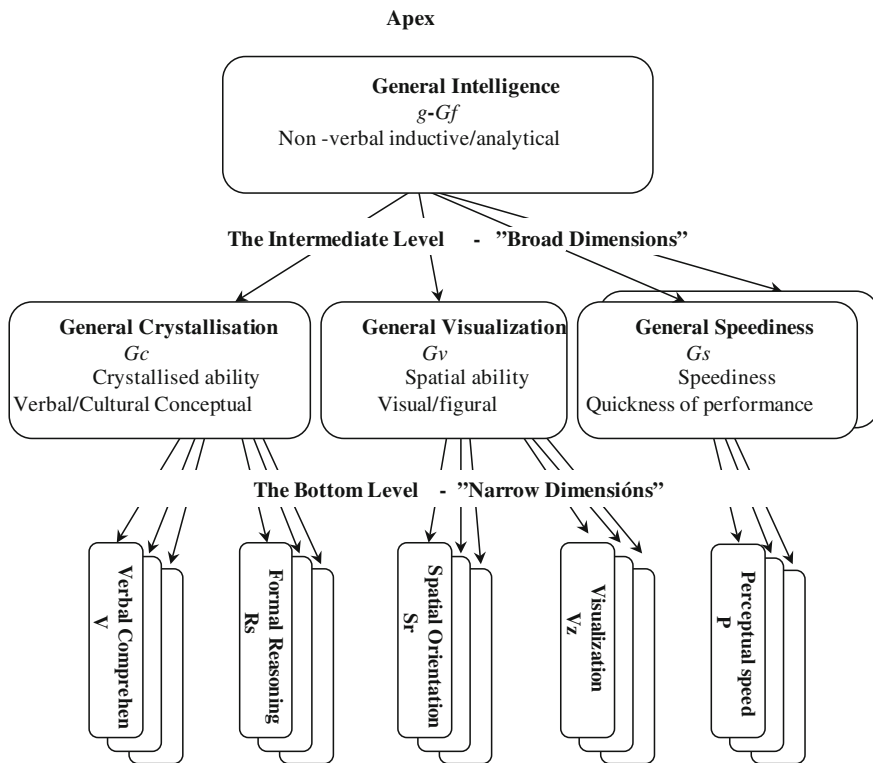 Apex
General Intelligence
g-Gf
Non -verbal inductive/analytical
The Intermediate Level - ”Broad Dimensions”
General Crystallisation
Gc
Crystallised ability
Verbal/Cultural Conceptual
General Visualization
Gv
Spatial ability
Visual/figural
General Speediness
Gs
Speediness
Quickness of performance
The Bottom Level - ”Narrow Dimensións”
Verbal Comprehen
V
Formal Reasoning
Rs
Spatial Orientation
Sr
Visualization
Vz
Perceptual speed
P